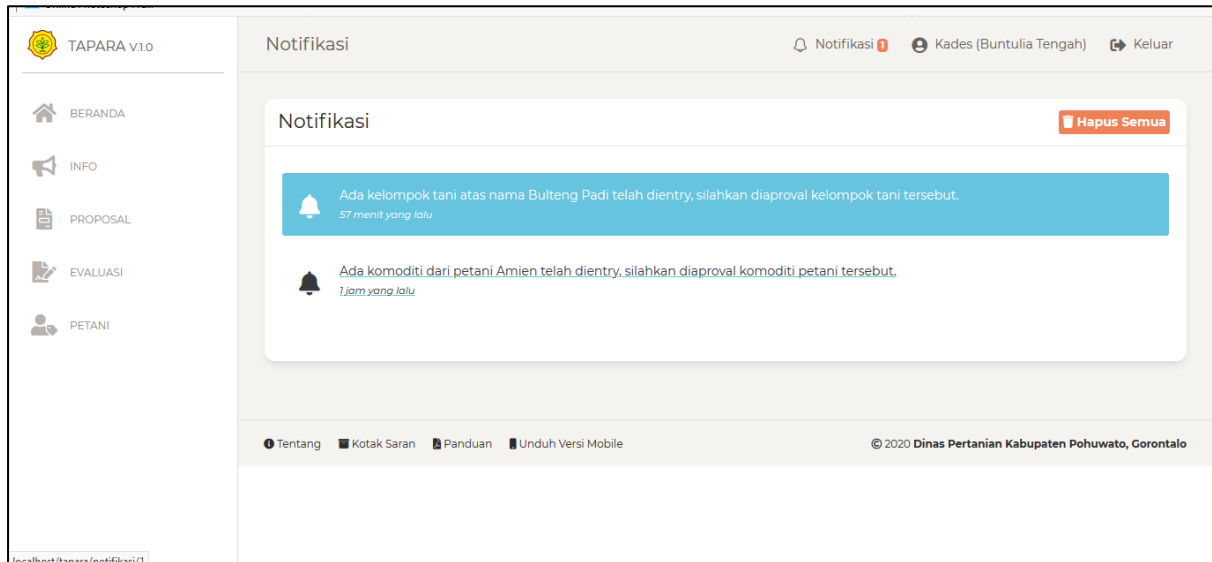 TAPARA V.1.0
Notifikasi
Notifikasi 1
Kades (Buntulia Tengah)
Keluar
BERANDA
INFO
PROPOSAL
EVALUASI
PETANI
Notifikasi
Hapus Semua
Ada kelompok tani atas nama Bulteng Padi telah dientry, silahkan diaproval kelompok tani tersebut.
57 menit yang lalu
Ada komoditi dari petani Amien telah dientry, silahkan diaproval komoditi petani tersebut.
1 jam yang lalu
Tentang
Kotak Saran
Panduan
Unduh Versi Mobile
© 2020 Dinas Pertanian Kabupaten Pohuwato, Gorontalo
localhost/tapara/notifikasi/1